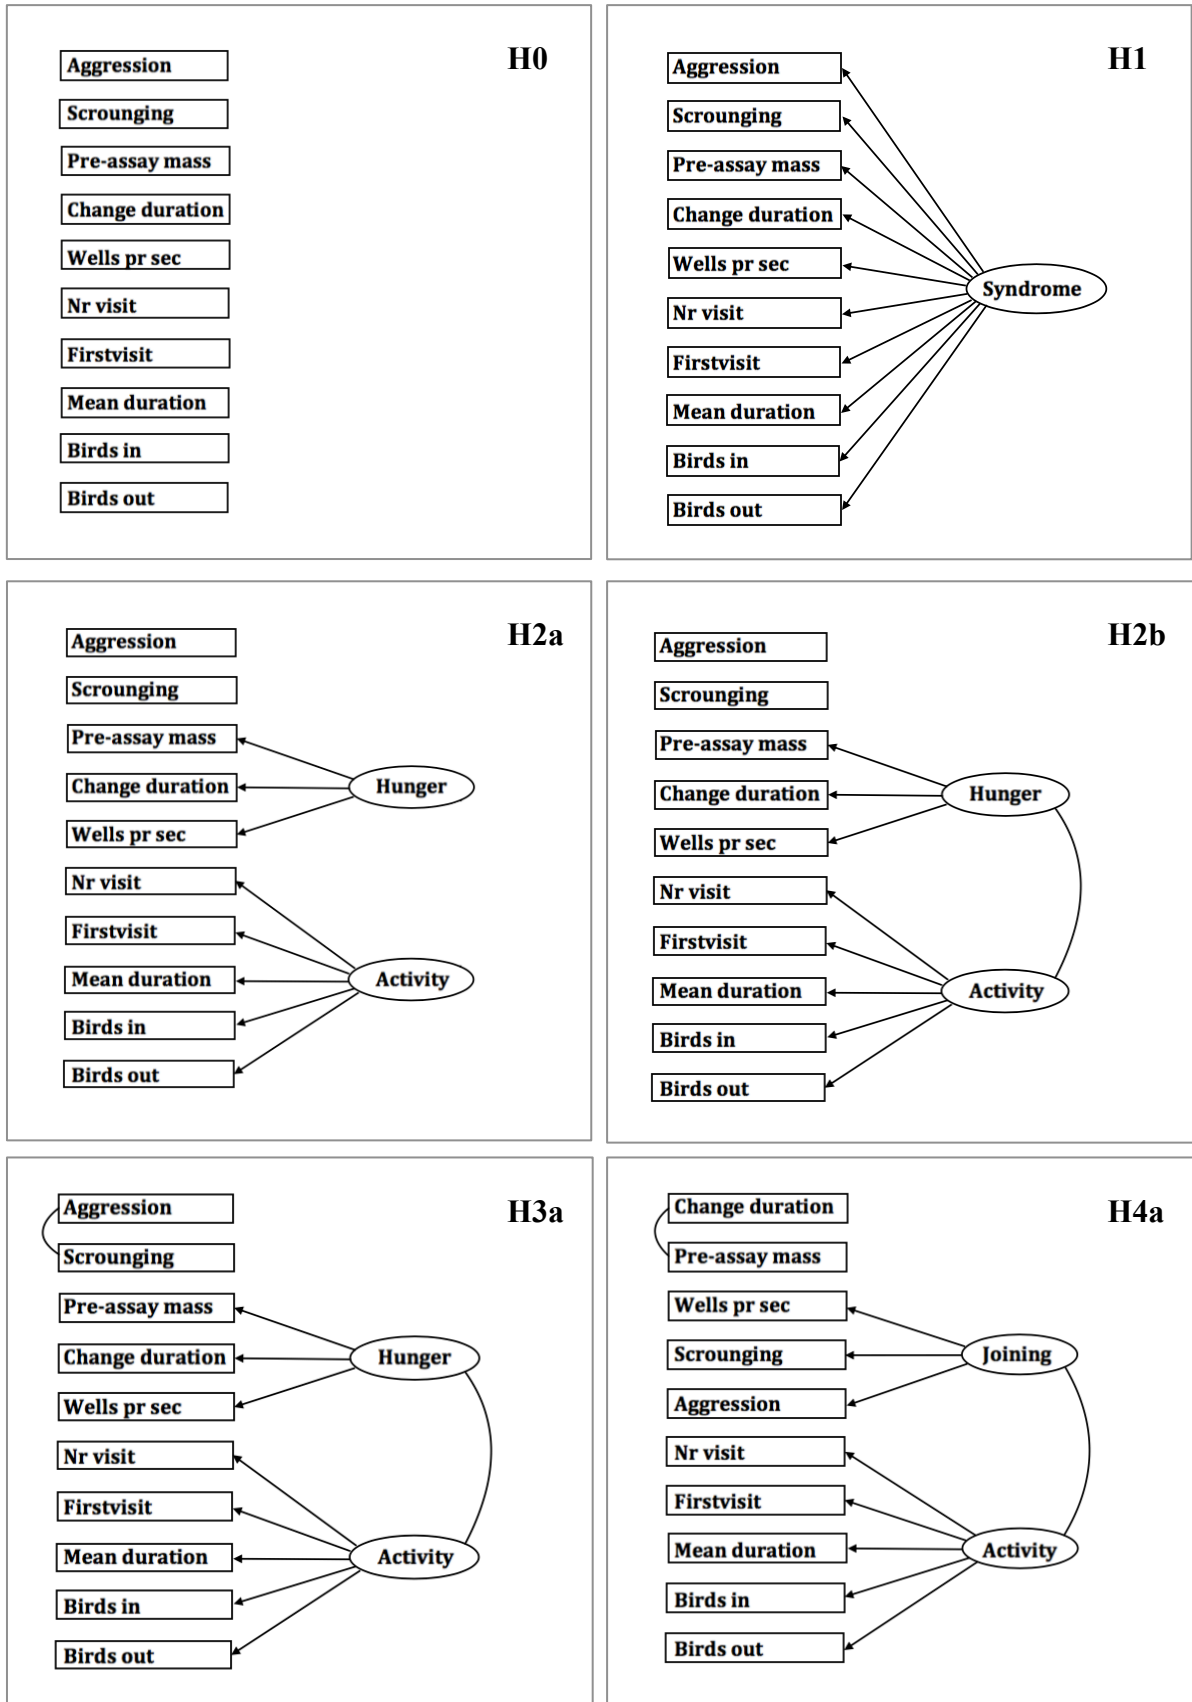 H0
Aggression
Scrounging
Pre-assay mass
Change duration
Wells pr sec
Nr visit
Firstvisit
Mean duration
Birds in
Birds out
H1
Aggression
Scrounging
Pre-assay mass
Change duration
Wells pr sec
Nr visit
Firstvisit
Mean duration
Birds in
Birds out
Syndrome
H2a
Aggression
Scrounging
Pre-assay mass
Change duration
Wells pr sec
Nr visit
Firstvisit
Mean duration
Birds in
Birds out
Hunger
Activity
H2b
Aggression
Scrounging
Pre-assay mass
Change duration
Wells pr sec
Nr visit
Firstvisit
Mean duration
Birds in
Birds out
Hunger
Activity
H3a
Aggression
Scrounging
Pre-assay mass
Change duration
Wells pr sec
Nr visit
Firstvisit
Mean duration
Birds in
Birds out
Hunger
Activity
H4a
Change duration
Pre-assay mass
Wells pr sec
Scrounging
Aggression
Nr visit
Firstvisit
Mean duration
Birds in
Birds out
Joining
Activity